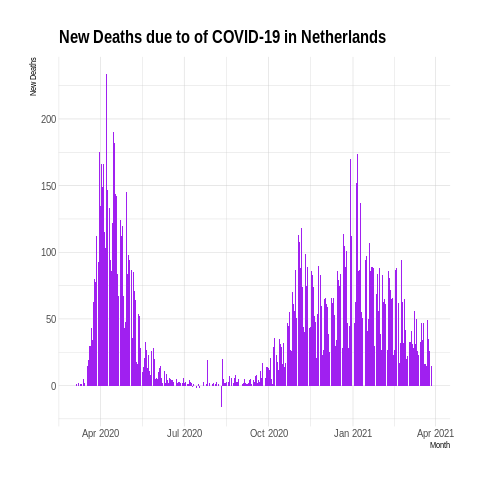 New Deaths due to of COVID-19 in Netherlands
New Deaths
200
150
100
50
0
Apr 2020 Jul 2020 Oct 2020 Jan 2021 Apr 2021
Month